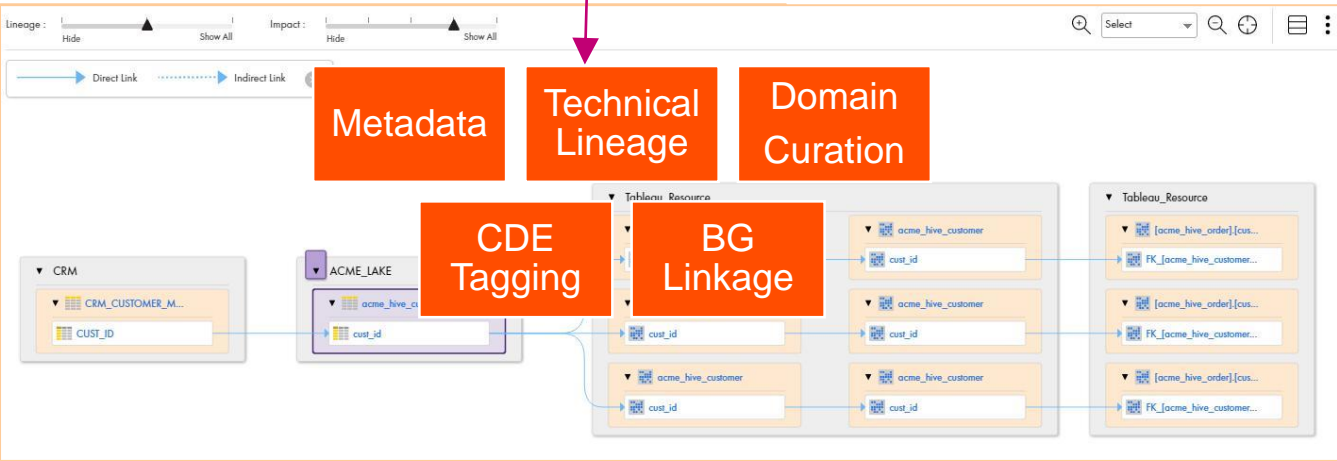 Lineage :
Hide
Show All
Impact :
Hide
Show All
Select
Direct Link
Indirect Link
Metadata
Technical
Lineage
Domain
Curation
CDE
Tagging
BG
Linkage
CRM
CRM_CUSTOMER_M...
CUST_ID
ACME_LAKE
cust_id
Tableau_Resource
acme_hive_customer
cust_id
acme_hive_customer
cust_id
cust_id
acme_hive_customer
acme_hive_customer
cust_id
cust_id
Tableau_Resource
[acme_hive_order].[cus...
FK_[acme_hive_customer...
[acme_hive_order].[cus...
FK_[acme_hive_customer...
[acme_hive_order].[cus...
FK_[acme_hive_customer...